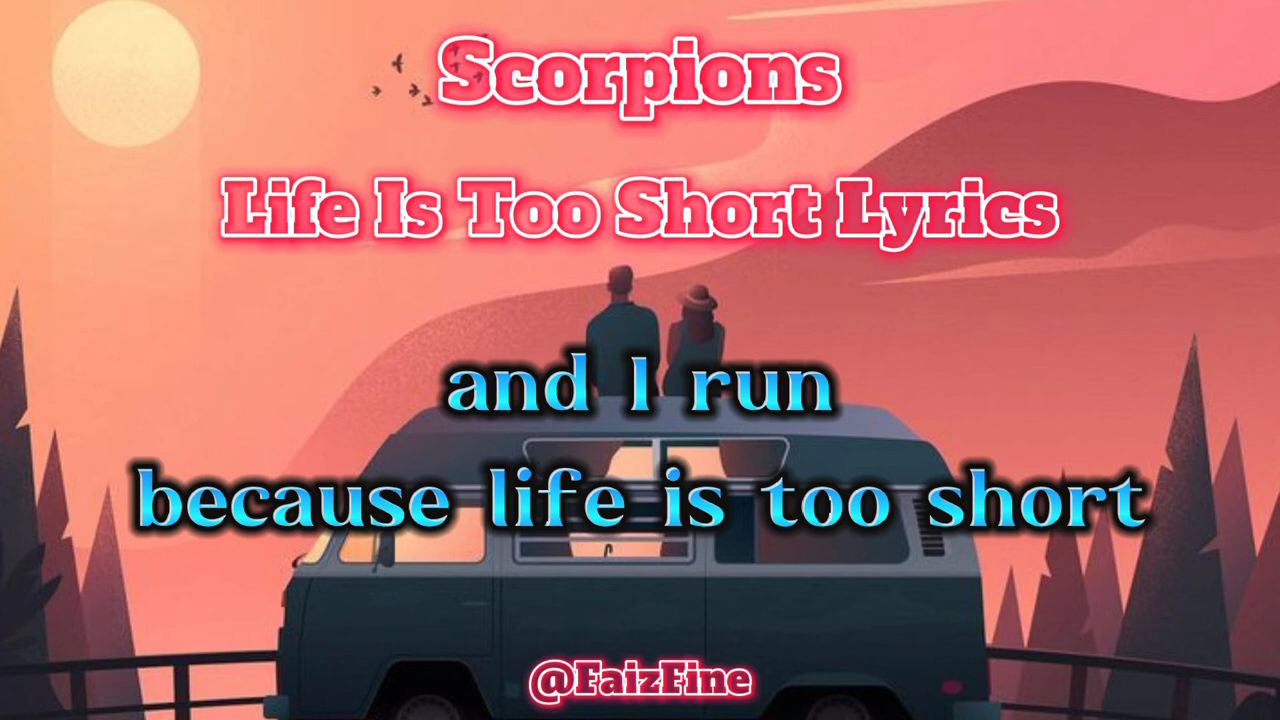 Scorpions
Life Is Too Short Lyrics
and I run
because life is too short
@FaizFine